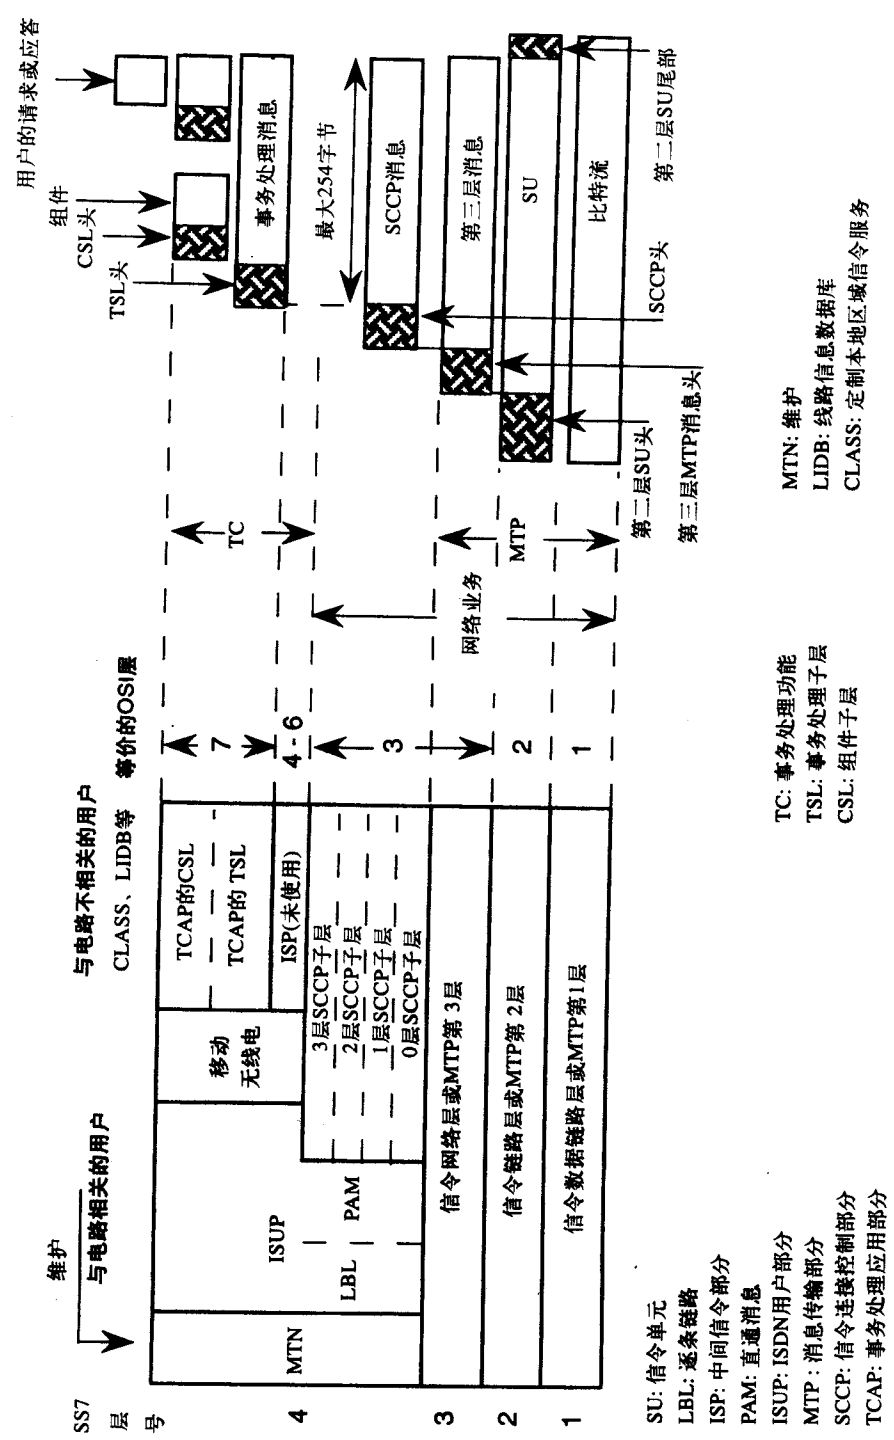 SS7
层
号
维护
与电路相关的用户
与电路不相关的用户
CLASS、LIDB等
等价的OSI层
用户的请求或应答
组件
CSL头
TSL头
4
MTN
ISUP
LBL
PAM
移动
无线电
TCAP的CSL
TCAP的 TSL
ISP(未使用)
3层SCCP子层
2层SCCP子层
1层SCCP子层
0层SCCP子层
7
4 - 6
3
TC
事务处理消息
最大254字节
SCCP消息
3
信令网络层或MTP第 3层
网络业务
第三层消息
2
信令链路层或MTP第 2层
2
MTP
SU
1
信令数据链路层或MTP第1层
1
比特流
第二层SU头
SCCP头
第二层SU尾部
第三层MTP消息头
SU: 信令单元
LBL: 逐条链路
ISP: 中间信令部分
PAM: 直通消息
ISUP: ISDN用户部分
MTP : 消息传输部分
SCCP: 信令连接控制部分
TCAP: 事务处理应用部分
TC: 事务处理功能
TSL: 事务处理子层
CSL: 组件子层
MTN: 维护
LIDB: 线路信息数据库
CLASS: 定制本地区域信令服务